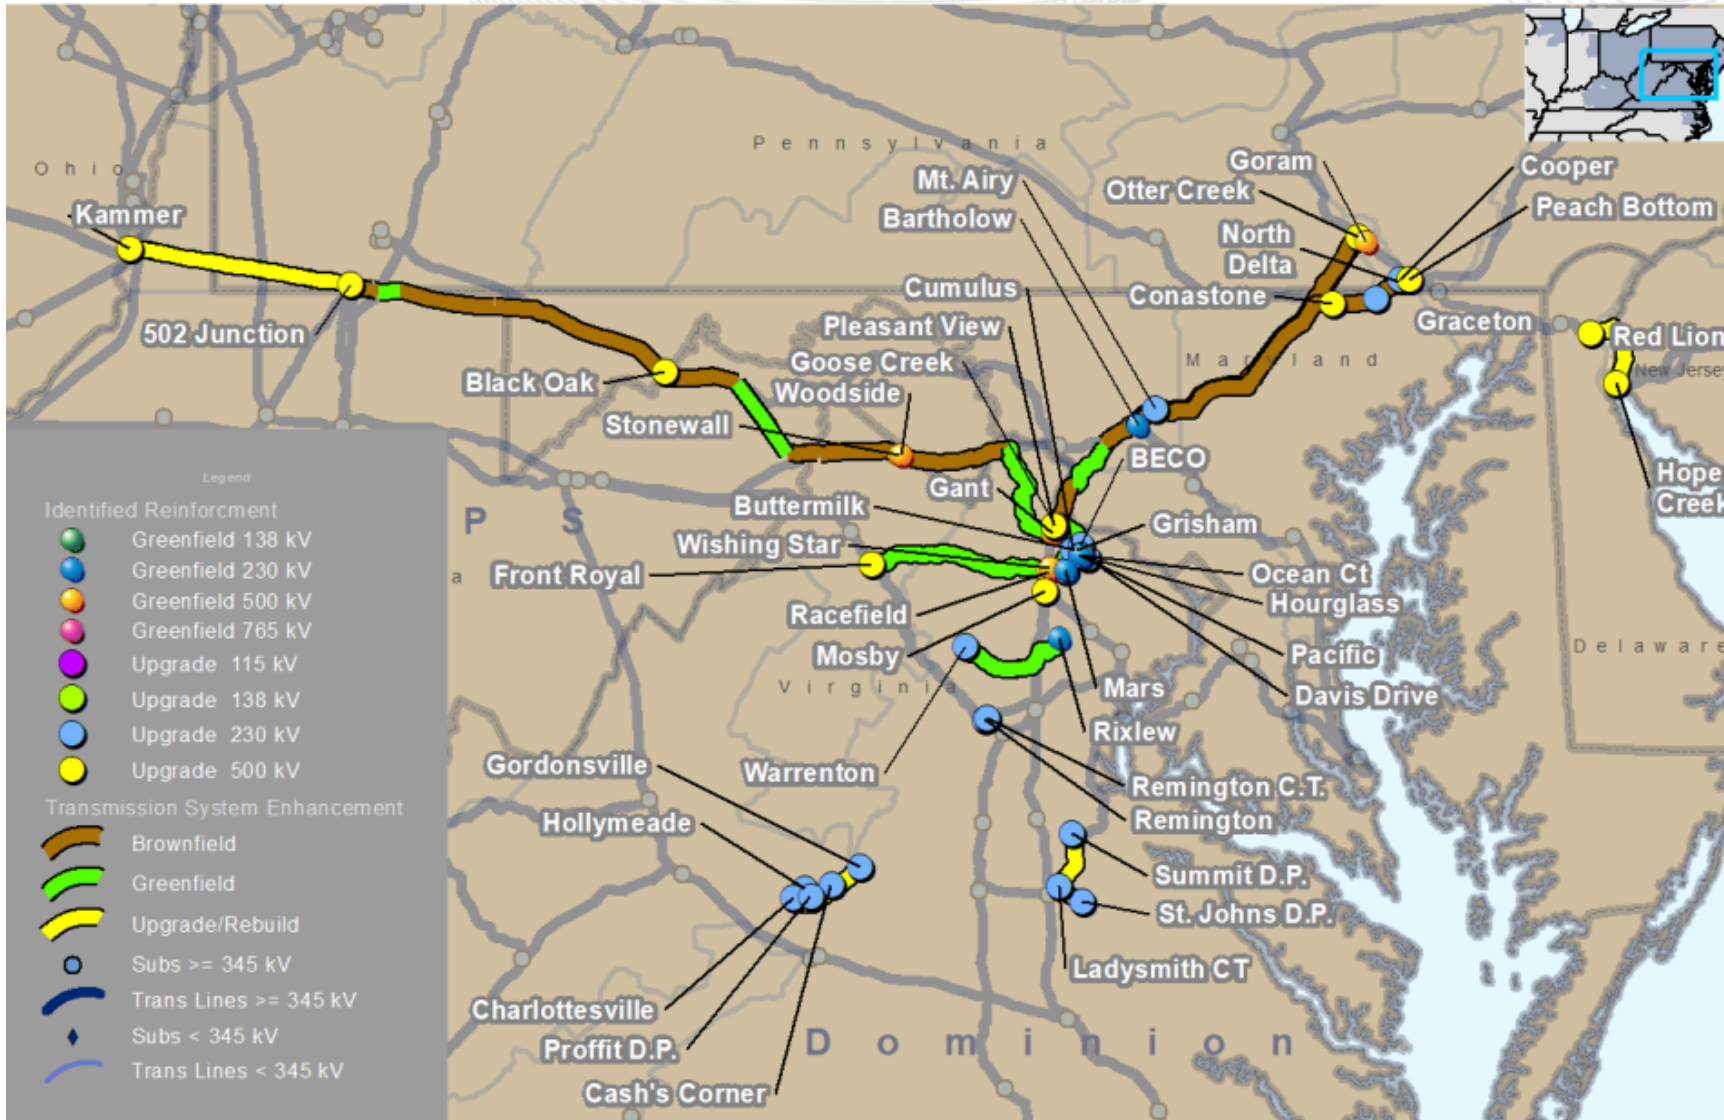 Ohio
Pennsylvania
Kammer
Mt. Airy
Bartholow
Goram
Otter Creek
Cooper
Peach Bottom
North
Delta
Conastone
Graceton
Cumulus
Pleasant View
Goose Creek
Woodside
502 Junction
Black Oak
Stonewall
Maryland
Red Lion
New Jersey
Hope
Creek
BECO
Gant
Buttermilk
Grisham
Wishing Star
Front Royal
Ocean Ct
Hourglass
Racefield
Mosby
Pacific
Davis Drive
Mars
Rixlew
Virginia
Delaware
P S
a
Warrenton
Gordonsville
Hollymeade
Remington C.T.
Remington
Summit D.P.
St. Johns D.P.
Ladysmith CT
Charlottesville
Proffit D.P.
Cash's Corner
Dominion
Legend
Identified Reinforcment
Greenfield 138 kV
Greenfield 230 kV
Greenfield 500 kV
Greenfield 765 kV
Upgrade 115 kV
Upgrade 138 kV
Upgrade 230 kV
Upgrade 500 kV
Transmission System Enhancement
Brownfield
Greenfield
Upgrade/Rebuild
Subs >= 345 kV
Trans Lines >= 345 kV
Subs < 345 kV
Trans Lines < 345 kV